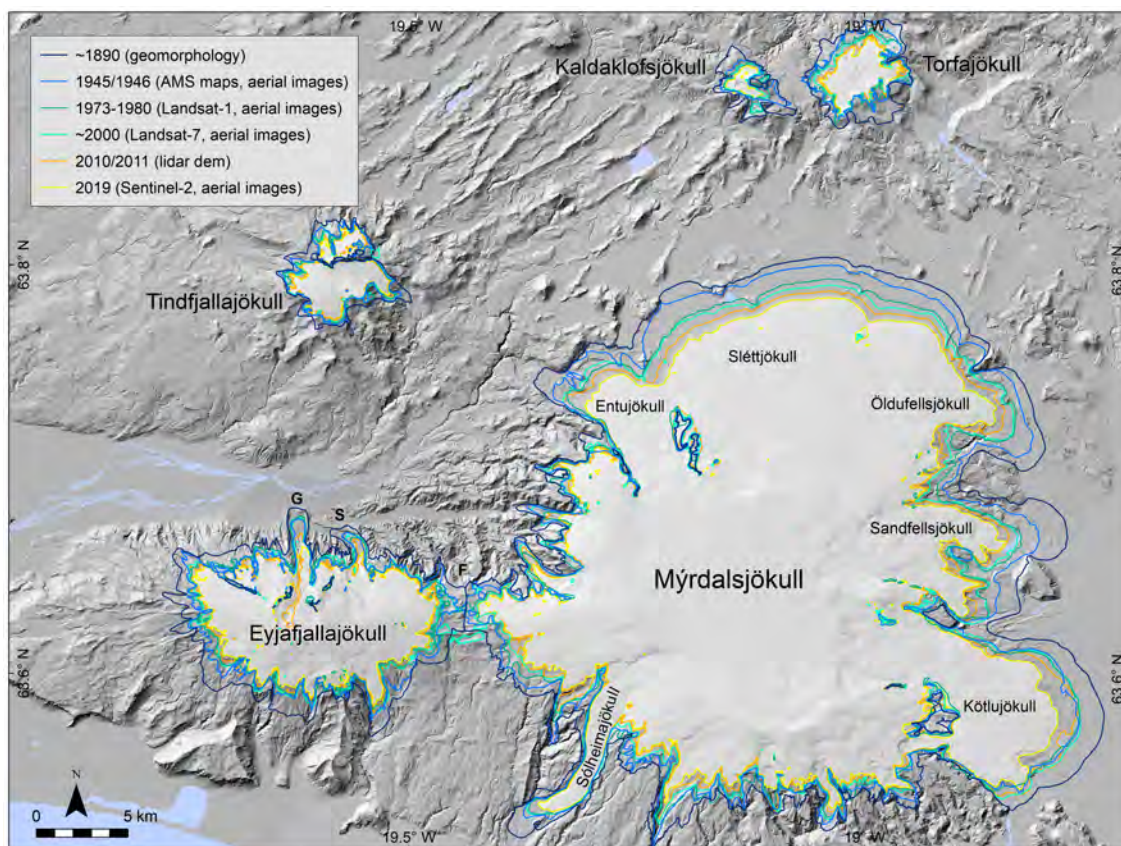 19.5° W
19° W
~1890 (geomorphology)
1945/1946 (AMS maps, aerial images)
1973-1980 (Landsat-1, aerial images)
~2000 (Landsat-7, aerial images)
2010/2011 (lidar dem)
2019 (Sentinel-2, aerial images)
Kaldaklofsjökull
Torfajökull
63.8° N
63.8° N
Tindfjallajökull
Sléttjökull
Entujökull
Öldufellsjökull
G
S
F
Sandfellsjökull
Mýrdalsjökull
Eyjafjallajökull
63.6° N
63.6° N
Kötlujökull
Sólheimajökull
N
0 5 km
19.5° W
19° W